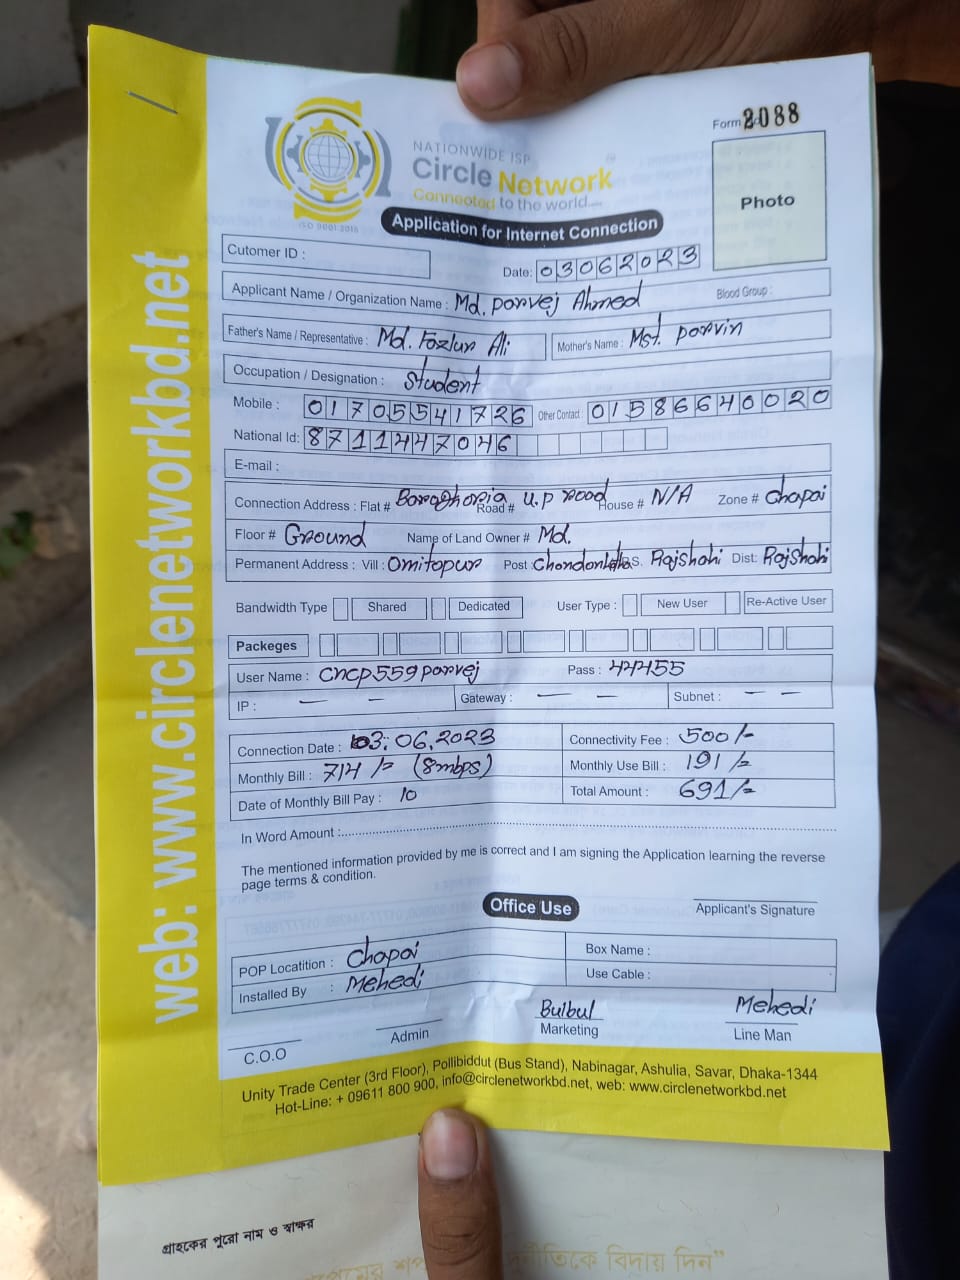 Form 2088
NATIONWIDE ISP
Circle Network
Connected to the world....
ISO 9001:2015
Photo
Application for Internet Connection
Cutomer ID :
Date: 03062023
Applicant Name / Organization Name : Md. Parvej Ahmed Blood Group :
Father's Name / Representative : Md. Fozlur Ali Mother's Name : Mst. Parvin
Occupation / Designation : Student
Mobile : 01705541726 Other Contact : 01586640020
National Id: 8711447046
E-mail :
Connection Address : Flat # Baraghoria Road # U.P Road House # N/A Zone # Chapai
Floor # Ground Name of Land Owner # Md.
Permanent Address : Vill : Omitapur Post : S. Rajshahi Dist: Rajshahi
Bandwidth Type Shared Dedicated User Type : New User Re-Active User
Packeges
User Name : cncp559parvej Pass :
IP : — — Gateway : — — Subnet : — —
Connection Date : 03.06.2023 Connectivity Fee : 500/-
Monthly Bill : 714 /= (8mbps) Monthly Use Bill : 191 /=
Date of Monthly Bill Pay : 10 Total Amount : 691/=
In Word Amount :
The mentioned information provided by me is correct and I am signing the Application learning the reverse
page terms & condition.
Applicant's Signature
Office Use
POP Locatition : Chapai Box Name :
Installed By : Mehedi Use Cable :
Bulbul Mehedi
C.O.O Admin Marketing Line Man
Unity Trade Center (3rd Floor), Pollibiddut (Bus Stand), Nabinagar, Ashulia, Savar, Dhaka-1344
Hot-Line: + 09611 800 900, info@circlenetworkbd.net, web: www.circlenetworkbd.net
web: www.circlenetworkbd.net
গ্রাহকের পুরো নাম ও স্বাক্ষর
বিদায় দিন”